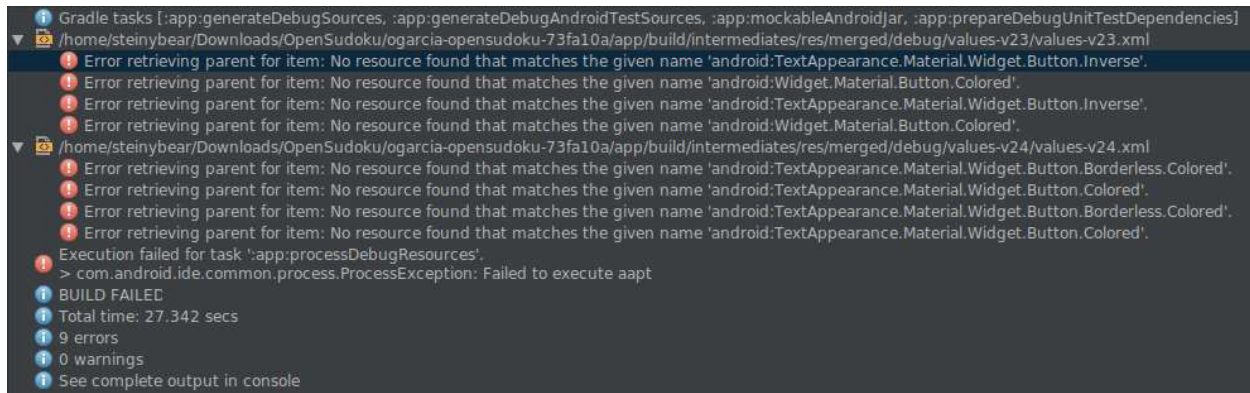 Gradle tasks [:app:generateDebugSources, :app:generateDebugAndroidTestSources, :app:mockableAndroidJar, :app:prepareDebugUnitTestDependencies]
/home/steinybear/Downloads/OpenSudoku/ogarcia-opensudoku-73fa10a/app/build/intermediates/res/merged/debug/values-v23/values-v23.xml
Error retrieving parent for item: No resource found that matches the given name 'android:TextAppearance.Material.Widget.Button.Inverse'.
Error retrieving parent for item: No resource found that matches the given name 'android:Widget.Material.Button.Colored'.
Error retrieving parent for item: No resource found that matches the given name 'android:TextAppearance.Material.Widget.Button.Inverse'.
Error retrieving parent for item: No resource found that matches the given name 'android:Widget.Material.Button.Colored'.
/home/steinybear/Downloads/OpenSudoku/ogarcia-opensudoku-73fa10a/app/build/intermediates/res/merged/debug/values-v24/values-v24.xml
Error retrieving parent for item: No resource found that matches the given name 'android:TextAppearance.Material.Widget.Button.Borderless.Colored'.
Error retrieving parent for item: No resource found that matches the given name 'android:TextAppearance.Material.Widget.Button.Colored'.
Error retrieving parent for item: No resource found that matches the given name 'android:TextAppearance.Material.Widget.Button.Borderless.Colored'.
Error retrieving parent for item: No resource found that matches the given name 'android:TextAppearance.Material.Widget.Button.Colored'.
Execution failed for task ':app:processDebugResources'.
> com.android.ide.common.process.ProcessException: Failed to execute aapt
BUILD FAILED
Total time: 27.342 secs
9 errors
0 warnings
See complete output in console